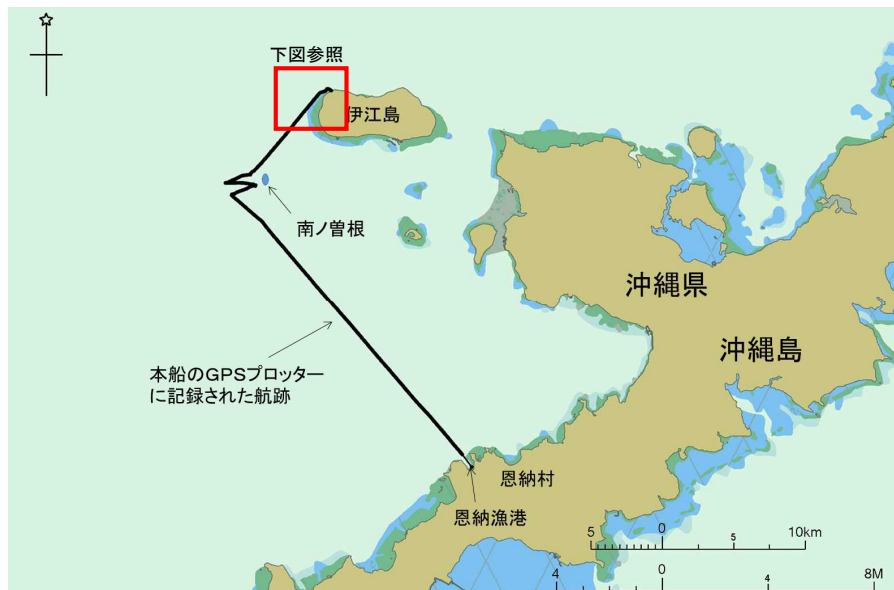 下図参照
伊江島
南ノ曽根
沖縄県
沖縄島
本船のGPSプロッター
に記録された航跡
恩納村
恩納漁港
5 0 5 10km
4 0 4 8M